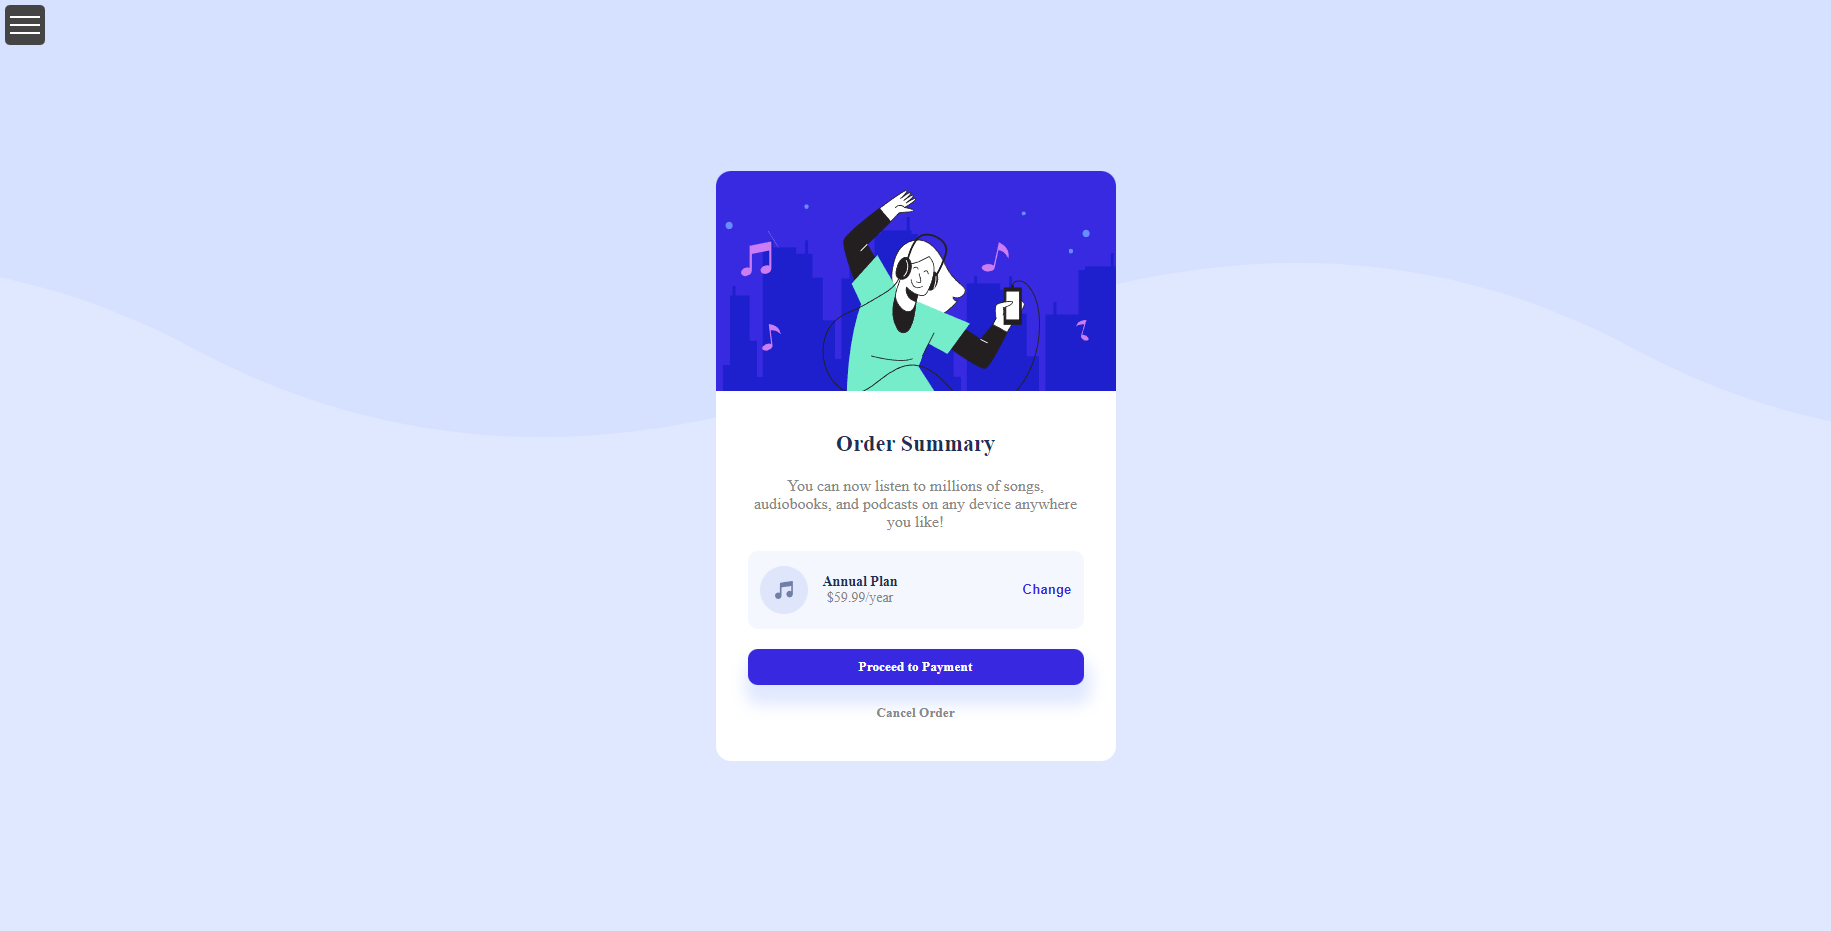 Order Summary
You can now listen to millions of songs,
audiobooks, and podcasts on any device anywhere
you like!
Annual Plan
$59.99/year
Change
Proceed to Payment
Cancel Order